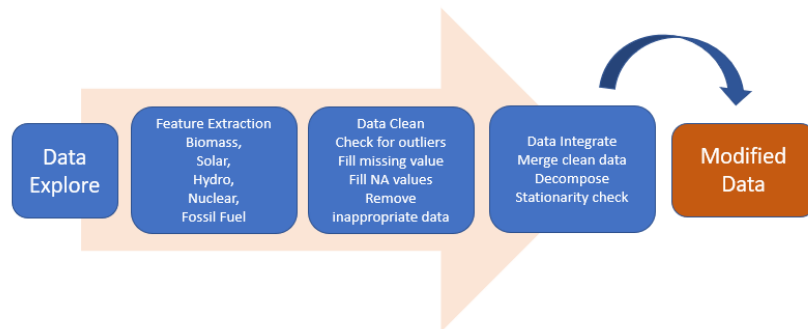 Data
Explore
Feature Extraction
Biomass,
Solar,
Hydro,
Nuclear,
Fossil Fuel
Data Clean
Check for outliers
Fill missing value
Fill NA values
Remove
inappropriate data
Data Integrate
Merge clean data
Decompose
Stationarity check
Modified
Data